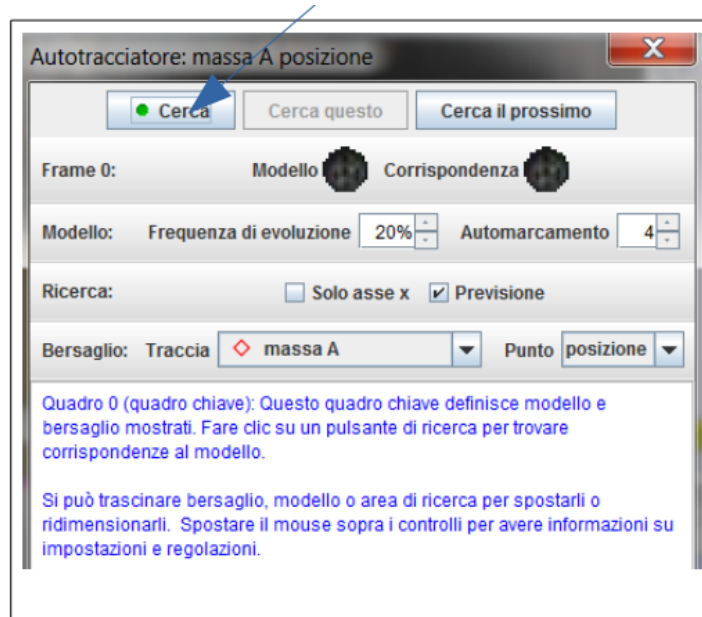 Autotracciatore: massa A posizione
Cerca Cerca questo Cerca il prossimo
Frame 0: Modello Corrispondenza
Modello: Frequenza di evoluzione 20% Automarcamento 4
Ricerca: Solo asse x Previsione
Bersaglio: Traccia massa A Punto posizione
Quadro 0 (quadro chiave): Questo quadro chiave definisce modello e
bersaglio mostrati. Fare clic su un pulsante di ricerca per trovare
corrispondenze al modello.
Si può trascinare bersaglio, modello o area di ricerca per spostarli o
ridimensionarli. Spostare il mouse sopra i controlli per avere informazioni su
impostazioni e regolazioni.